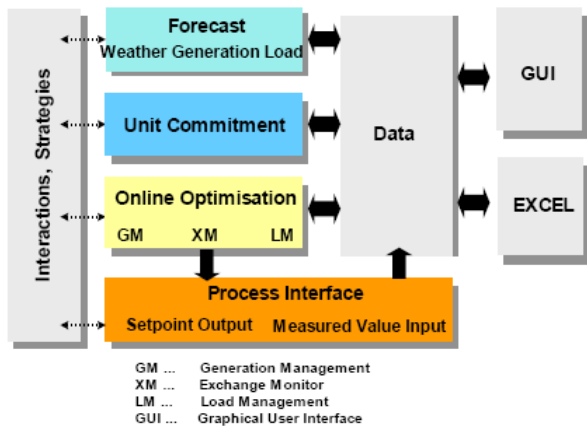 Interactions, Strategies
Forecast
Weather Generation Load
Unit Commitment
Online Optimisation
GM XM LM
Process Interface
Setpoint Output Measured Value Input
Data
GUI
EXCEL
GM ... Generation Management
XM ... Exchange Monitor
LM ... Load Management
GUI ... Graphical User Interface